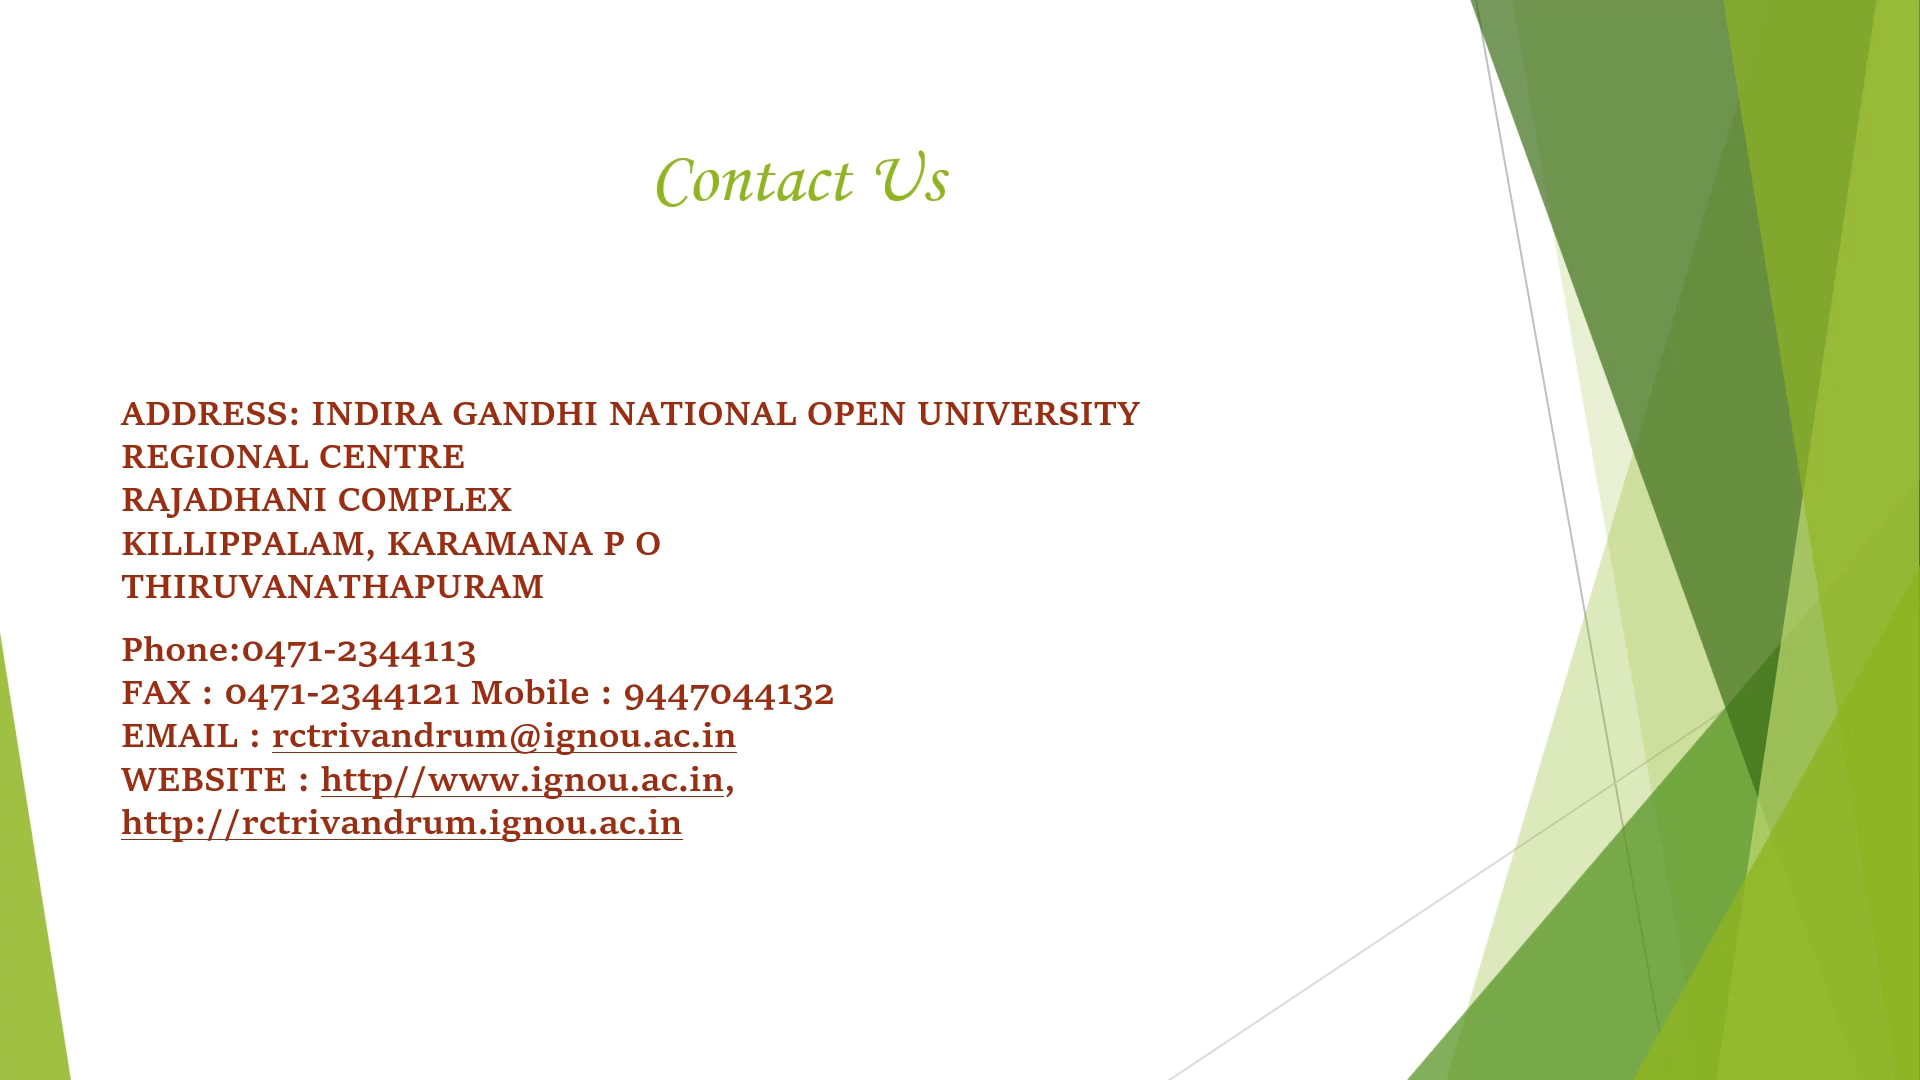 Contact Us
ADDRESS: INDIRA GANDHI NATIONAL OPEN UNIVERSITY
REGIONAL CENTRE
RAJADHANI COMPLEX
KILLIPPALAM, KARAMANA P O
THIRUVANATHAPURAM
Phone:0471-2344113
FAX : 0471-2344121 Mobile : 9447044132
EMAIL : rctrivandrum@ignou.ac.in
WEBSITE : http//www.ignou.ac.in,
http://rctrivandrum.ignou.ac.in